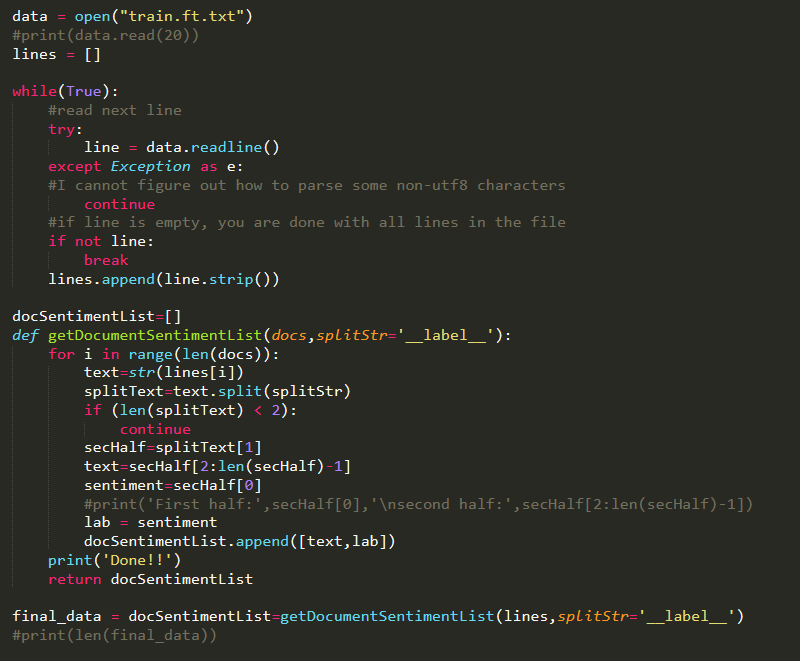 data = open("train.ft.txt")
#print(data.read(20))
lines = []

while(True):
    #read next line
    try:
        line = data.readline()
    except Exception as e:
    #I cannot figure out how to parse some non-utf8 characters
        continue
    #if line is empty, you are done with all lines in the file
    if not line:
        break
    lines.append(line.strip())

docSentimentList=[]
def getDocumentSentimentList(docs,splitStr='__label__'):
    for i in range(len(docs)):
        text=str(lines[i])
        splitText=text.split(splitStr)
        if (len(splitText) < 2):
            continue
        secHalf=splitText[1]
        text=secHalf[2:len(secHalf)-1]
        sentiment=secHalf[0]
        #print('First half:',secHalf[0],'\nsecond half:',secHalf[2:len(secHalf)-1])
        lab = sentiment
        docSentimentList.append([text,lab])
    print('Done!!')
    return docSentimentList

final_data = docSentimentList=getDocumentSentimentList(lines,splitStr='__label__')
#print(len(final_data))